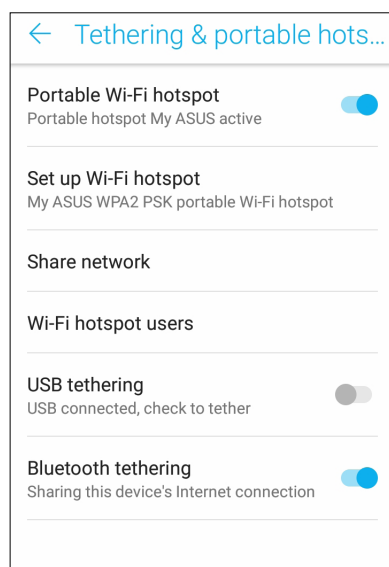 Tethering & portable hots...
Portable Wi-Fi hotspot
Portable hotspot My ASUS active
Set up Wi-Fi hotspot
My ASUS WPA2 PSK portable Wi-Fi hotspot
Share network
Wi-Fi hotspot users
USB tethering
USB connected, check to tether
Bluetooth tethering
Sharing this device's Internet connection